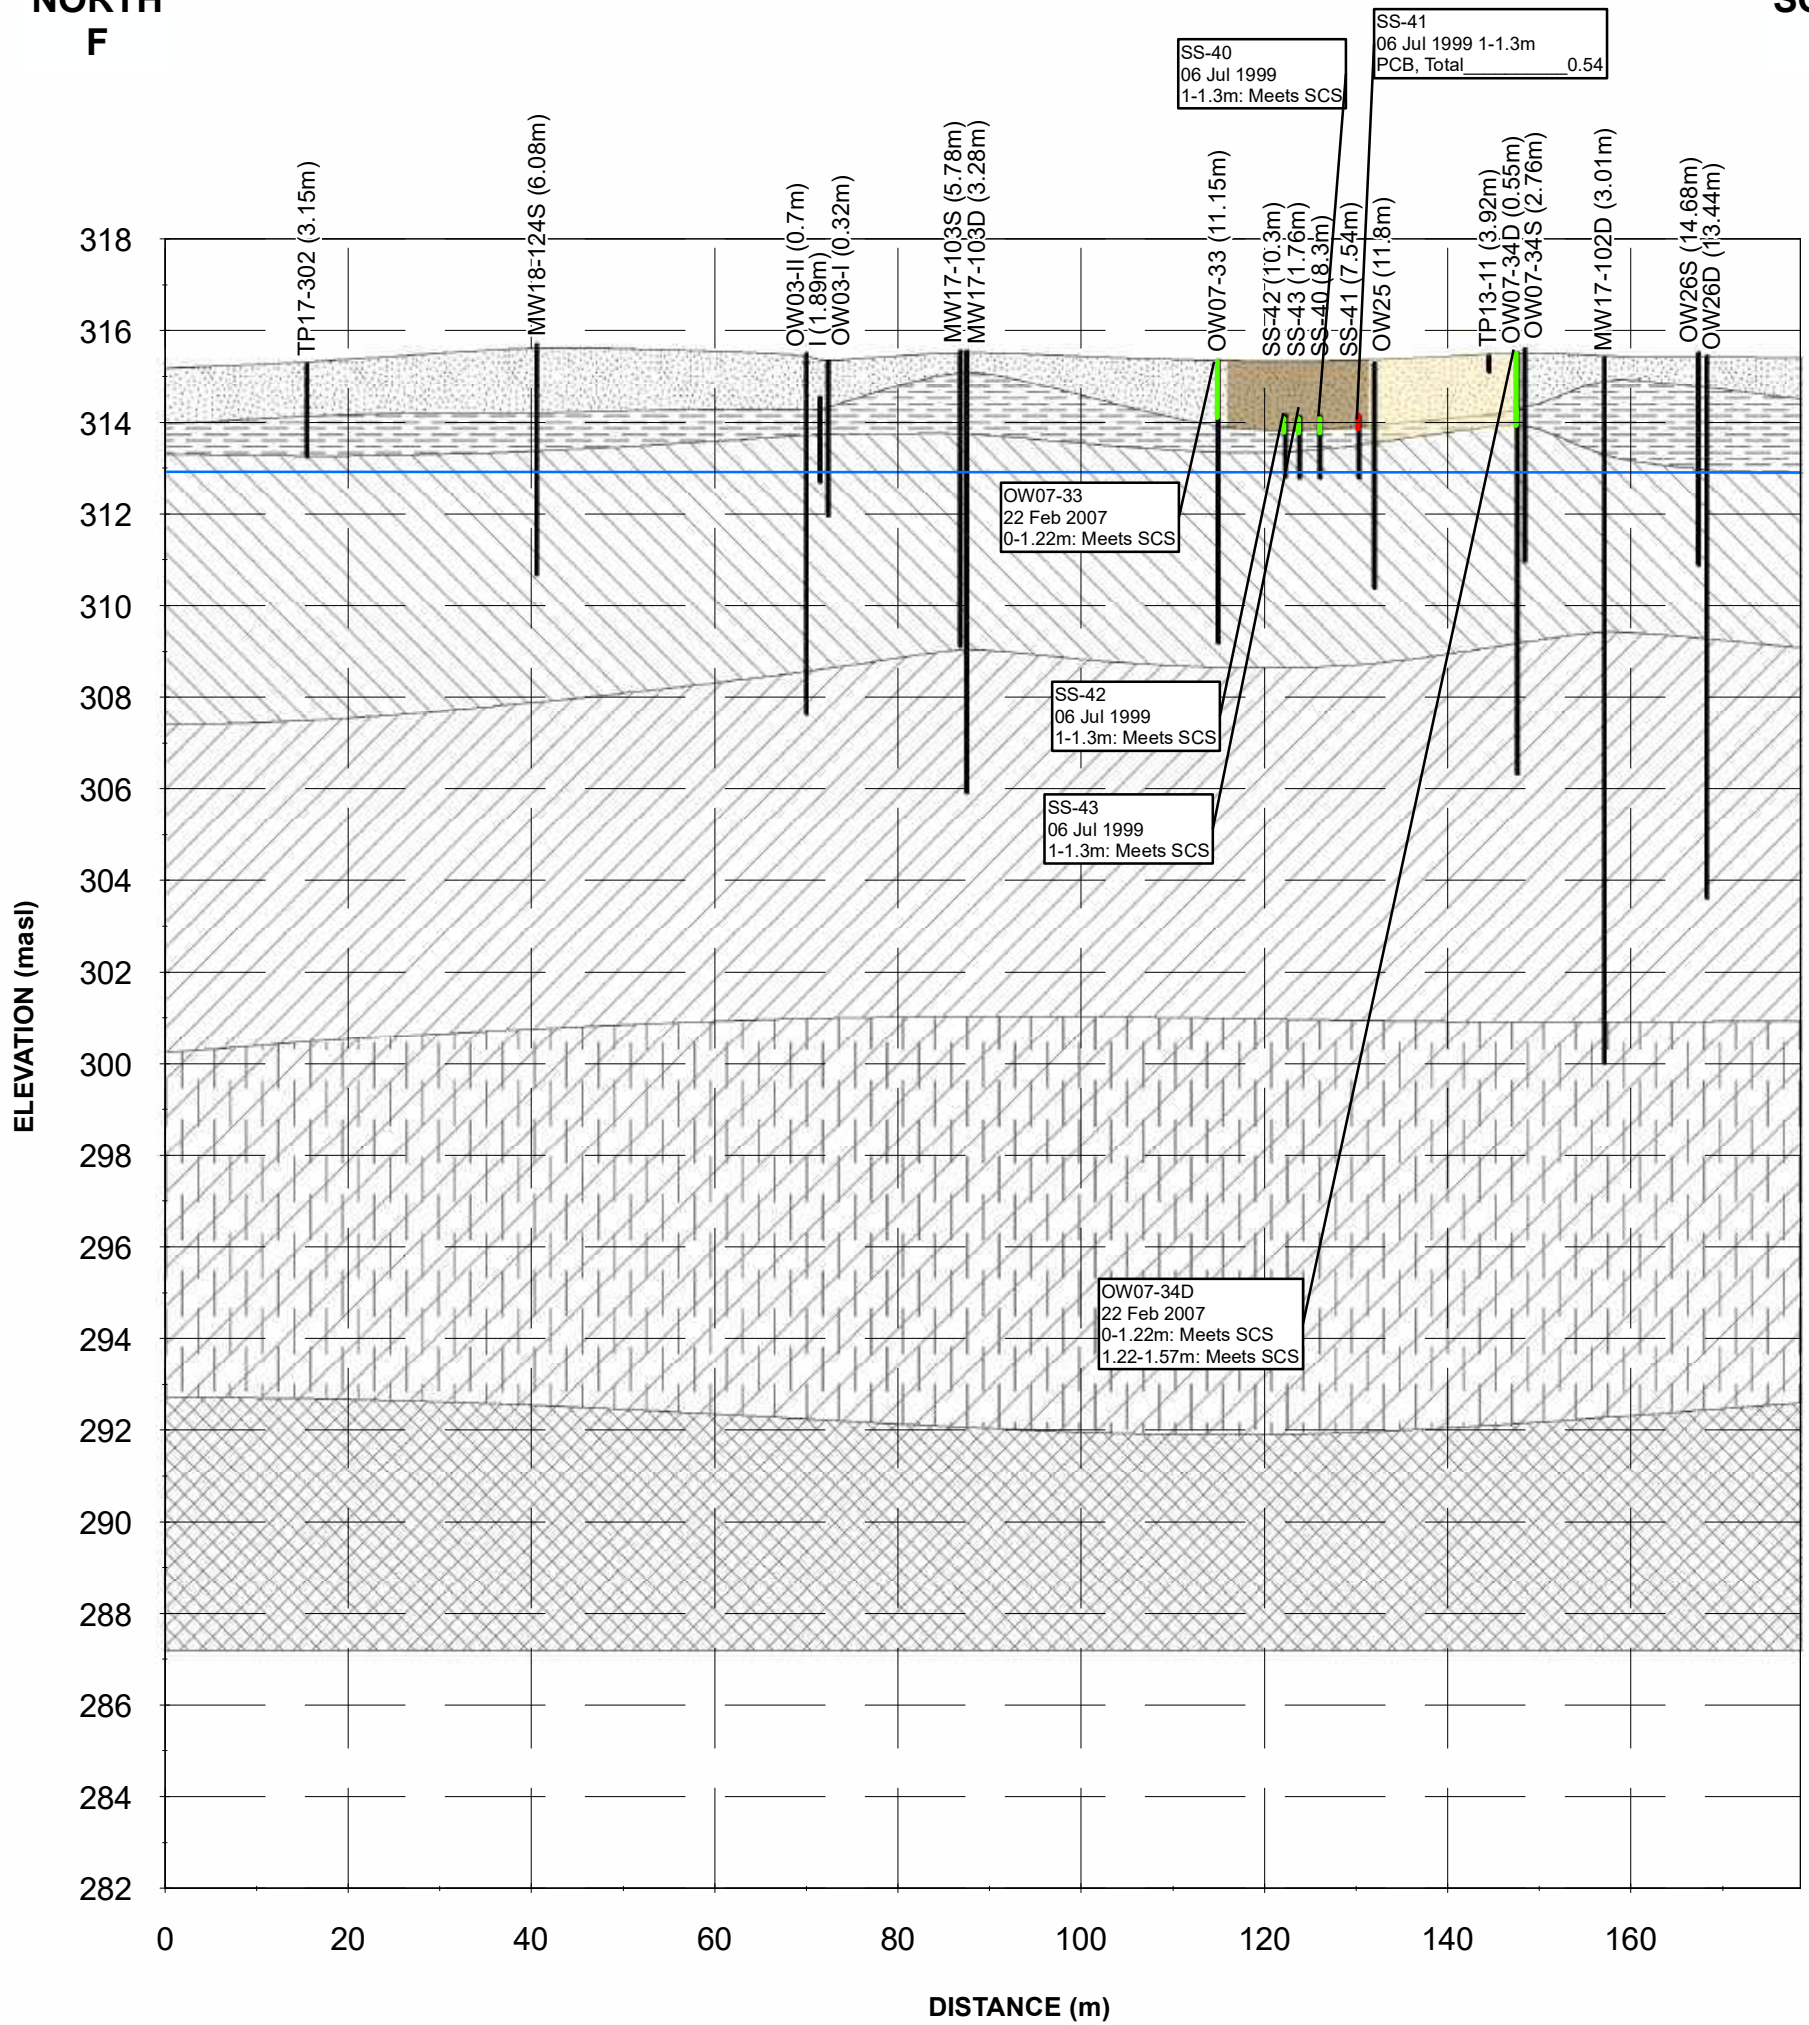 NORTH
F
SS-40
06 Jul 1999
1-1.3m: Meets SCS
SS-41
06 Jul 1999 1-1.3m
PCB, Total__________0.54
TP17-302 (3.15m)
MW18-124S (6.08m)
OW03-II (0.7m)
I (1.89m)
OW03-I (0.32m)
MW17-103S (5.78m)
MW17-103D (3.28m)
OW07-33 (11.15m)
SS-42 (10.3m)
SS-43 (1.76m)
SS-40 (8.3m)
SS-41 (7.54m)
OW25 (11.8m)
TP13-11 (3.92m)
OW07-34D (0.55m)
OW07-34S (2.76m)
MW17-102D (3.01m)
OW26S (14.68m)
OW26D (13.44m)
318
316
314
312
310
308
306
304
302
300
298
296
294
292
290
288
286
284
282
ELEVATION (masl)
OW07-33
22 Feb 2007
0-1.22m: Meets SCS
SS-42
06 Jul 1999
1-1.3m: Meets SCS
SS-43
06 Jul 1999
1-1.3m: Meets SCS
OW07-34D
22 Feb 2007
0-1.22m: Meets SCS
1.22-1.57m: Meets SCS
0 20 40 60 80 100 120 140 160
DISTANCE (m)